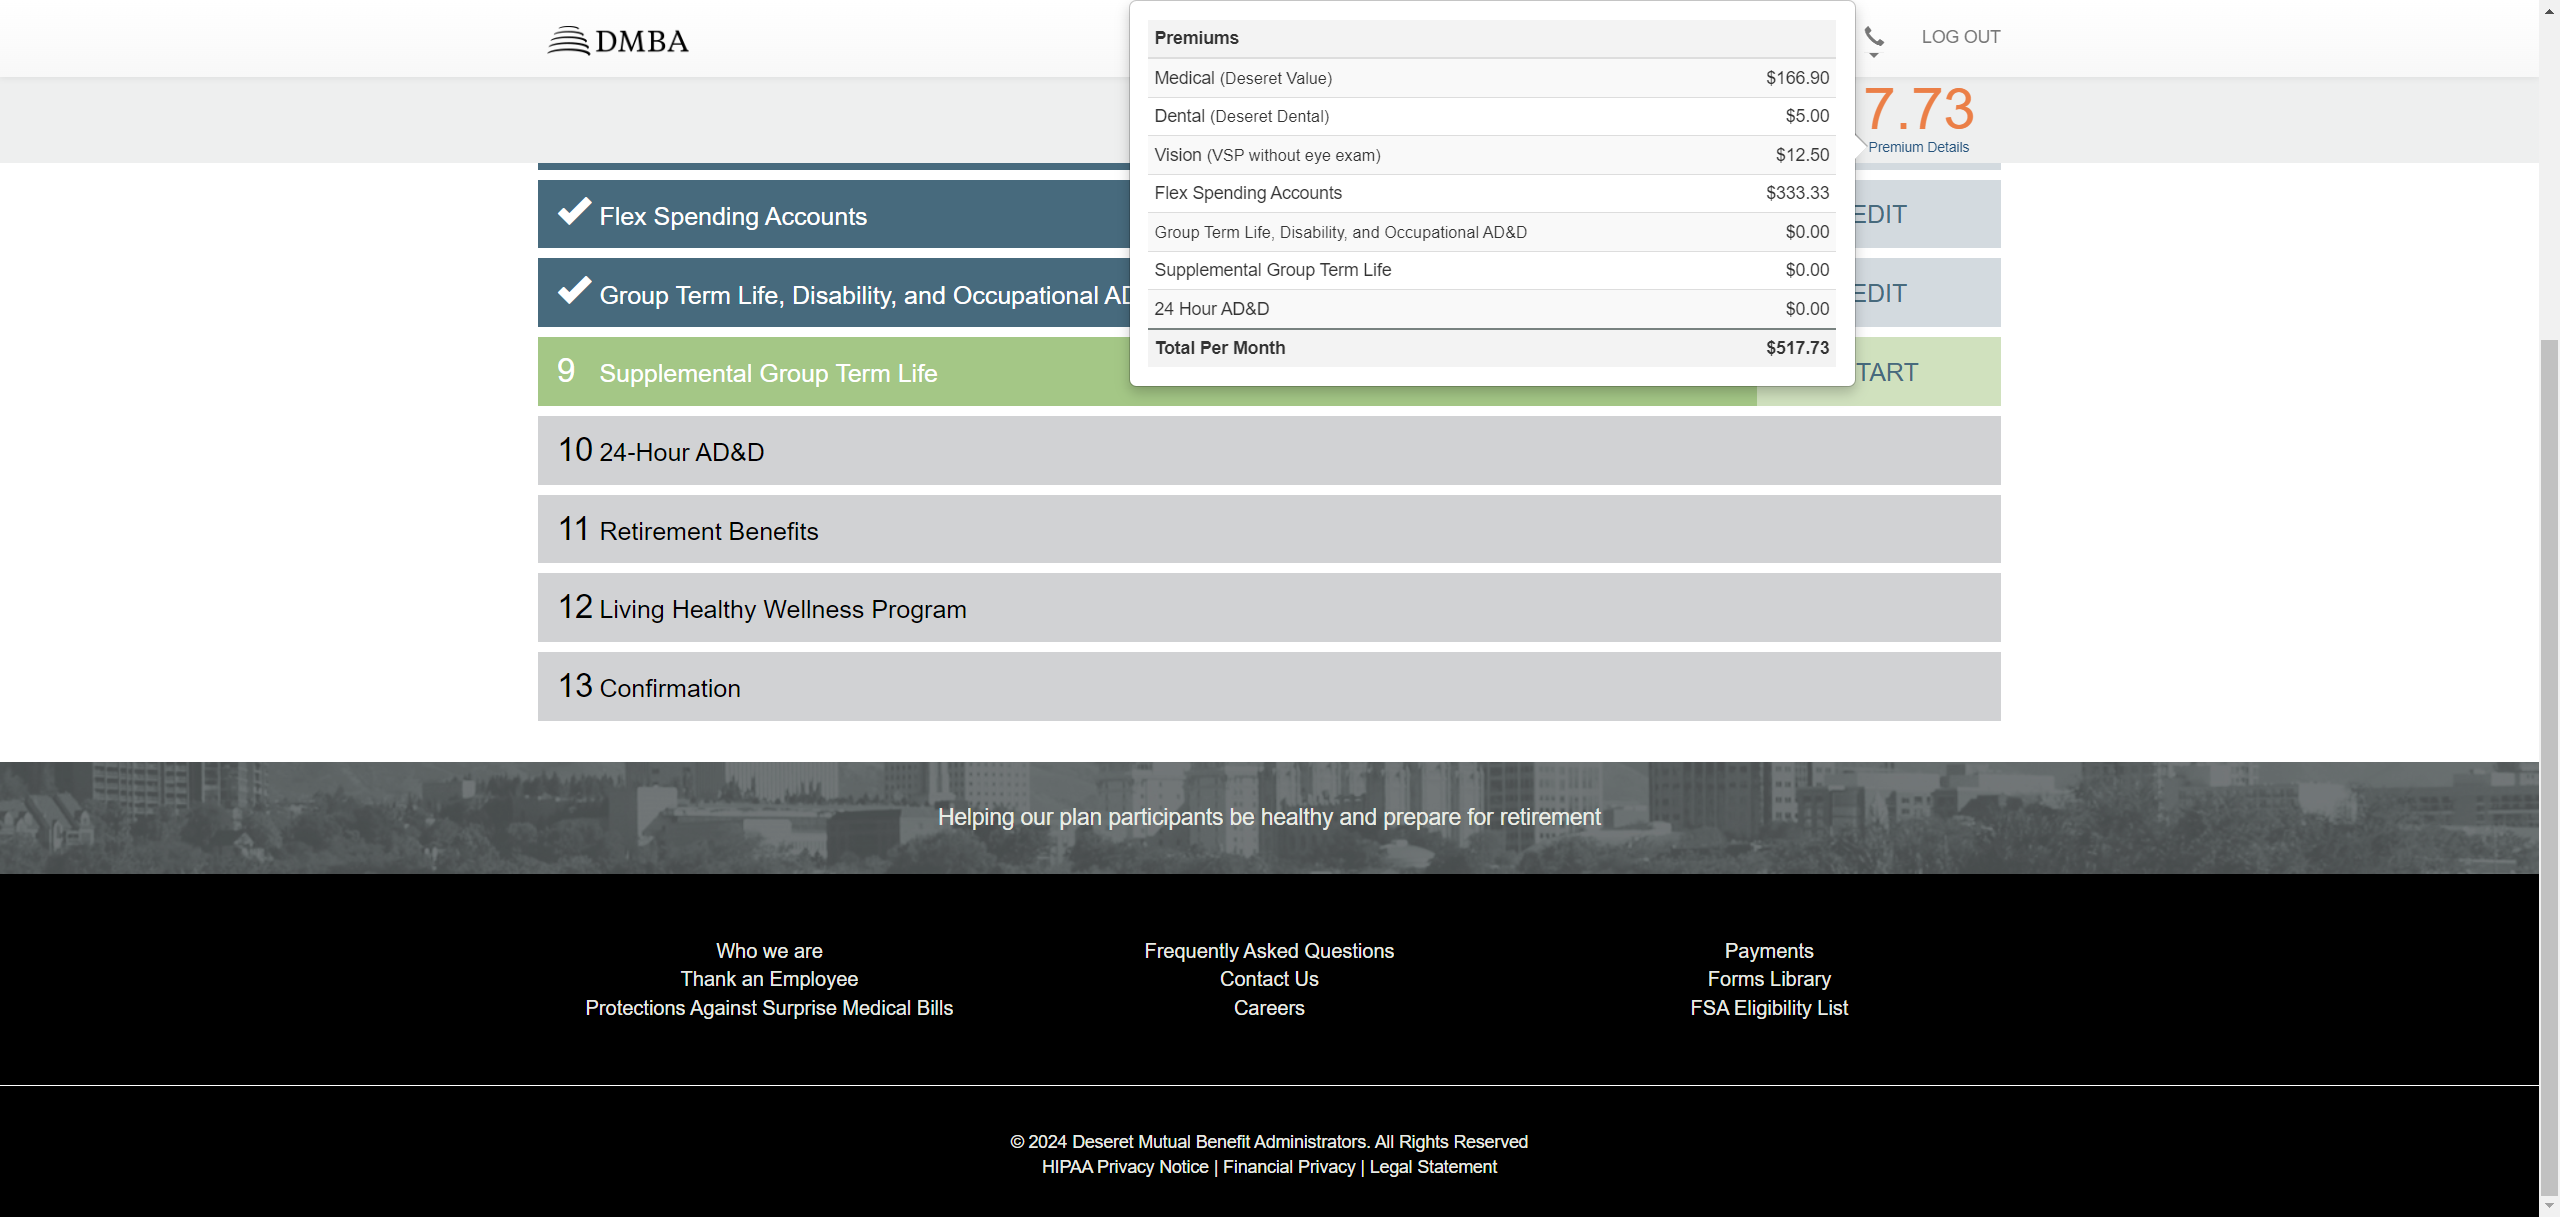 DMBA
LOG OUT
7.73
Premium Details
Premiums
Medical (Deseret Value) $166.90
Dental (Deseret Dental) $5.00
Vision (VSP without eye exam) $12.50
Flex Spending Accounts $333.33
Group Term Life, Disability, and Occupational AD&D $0.00
Supplemental Group Term Life $0.00
24 Hour AD&D $0.00
Total Per Month $517.73
Flex Spending Accounts EDIT
Group Term Life, Disability, and Occupational AD EDIT
9 Supplemental Group Term Life TART
10 24-Hour AD&D
11 Retirement Benefits
12 Living Healthy Wellness Program
13 Confirmation
Helping our plan participants be healthy and prepare for retirement
Who we are
Thank an Employee
Protections Against Surprise Medical Bills
Frequently Asked Questions
Contact Us
Careers
Payments
Forms Library
FSA Eligibility List
© 2024 Deseret Mutual Benefit Administrators. All Rights Reserved
HIPAA Privacy Notice | Financial Privacy | Legal Statement